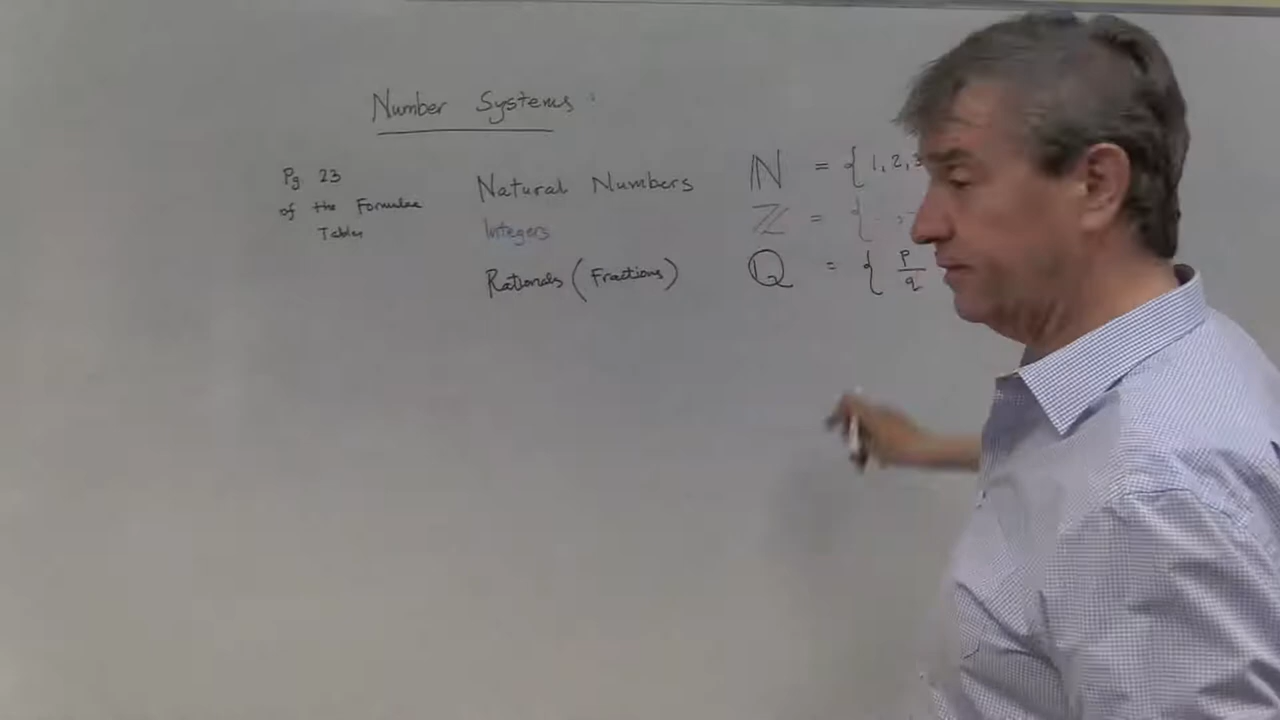 Number Systems:
Pg 23
of the Formulae
Tables
Natural Numbers ℕ = { 1, 2, 3
Integers ℤ = {
Rationals (Fractions) ℚ = { p/q